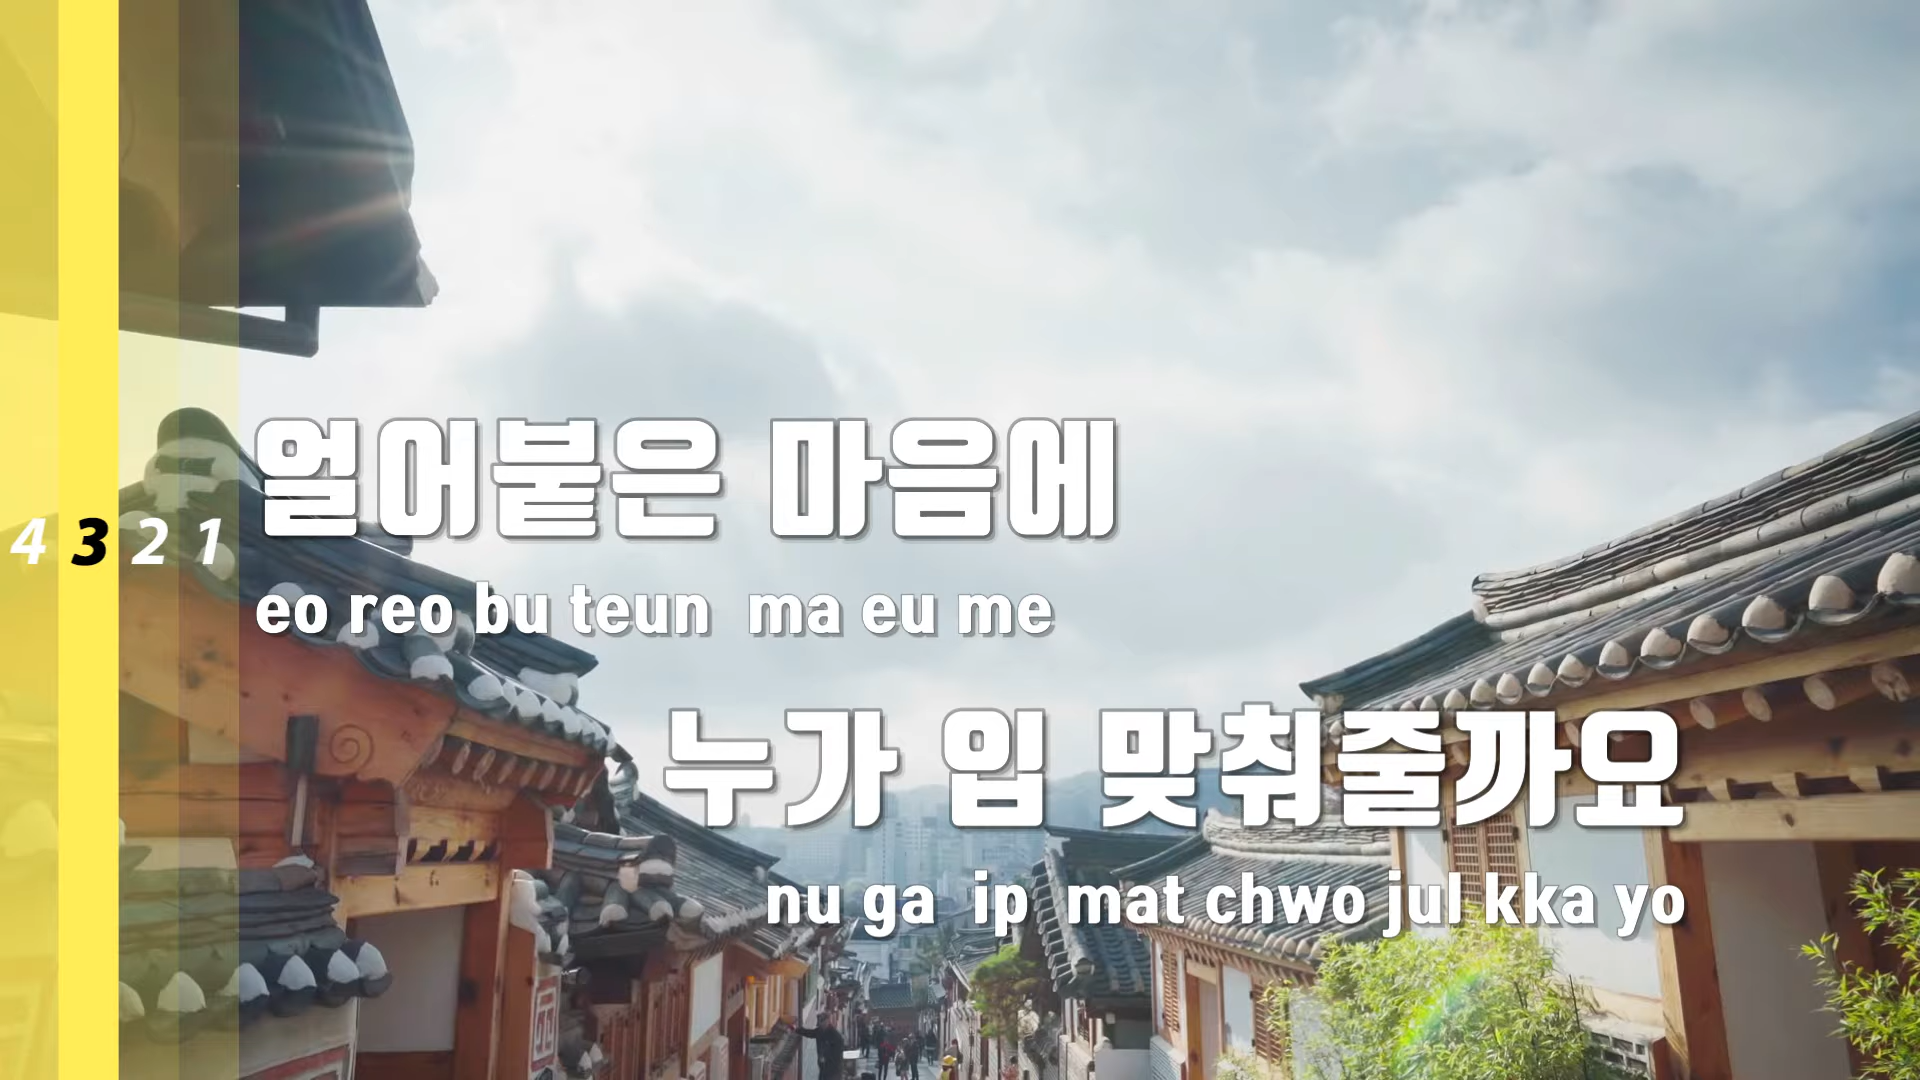 4 3 2 1
얼어붙은 마음에
eo reo bu teun ma eu me
누가 입 맞춰줄까요
nu ga ip mat chwo jul kka yo